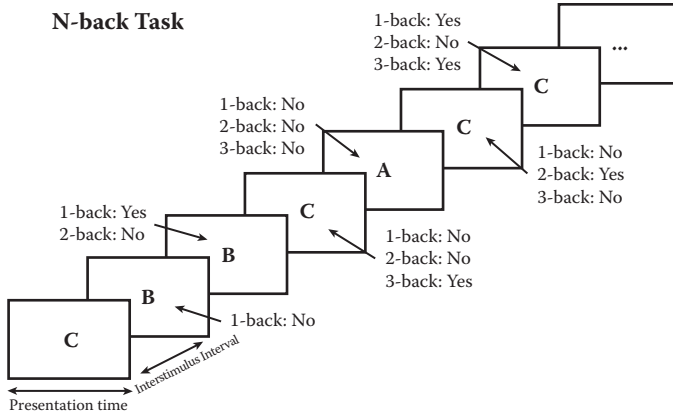 N-back Task
1-back: Yes
2-back: No
3-back: Yes
...
C
1-back: No
2-back: No
3-back: No
C
1-back: No
2-back: Yes
3-back: No
A
1-back: Yes
2-back: No
C
1-back: No
2-back: No
3-back: Yes
B
B
1-back: No
C
Interstimulus Interval
Presentation time